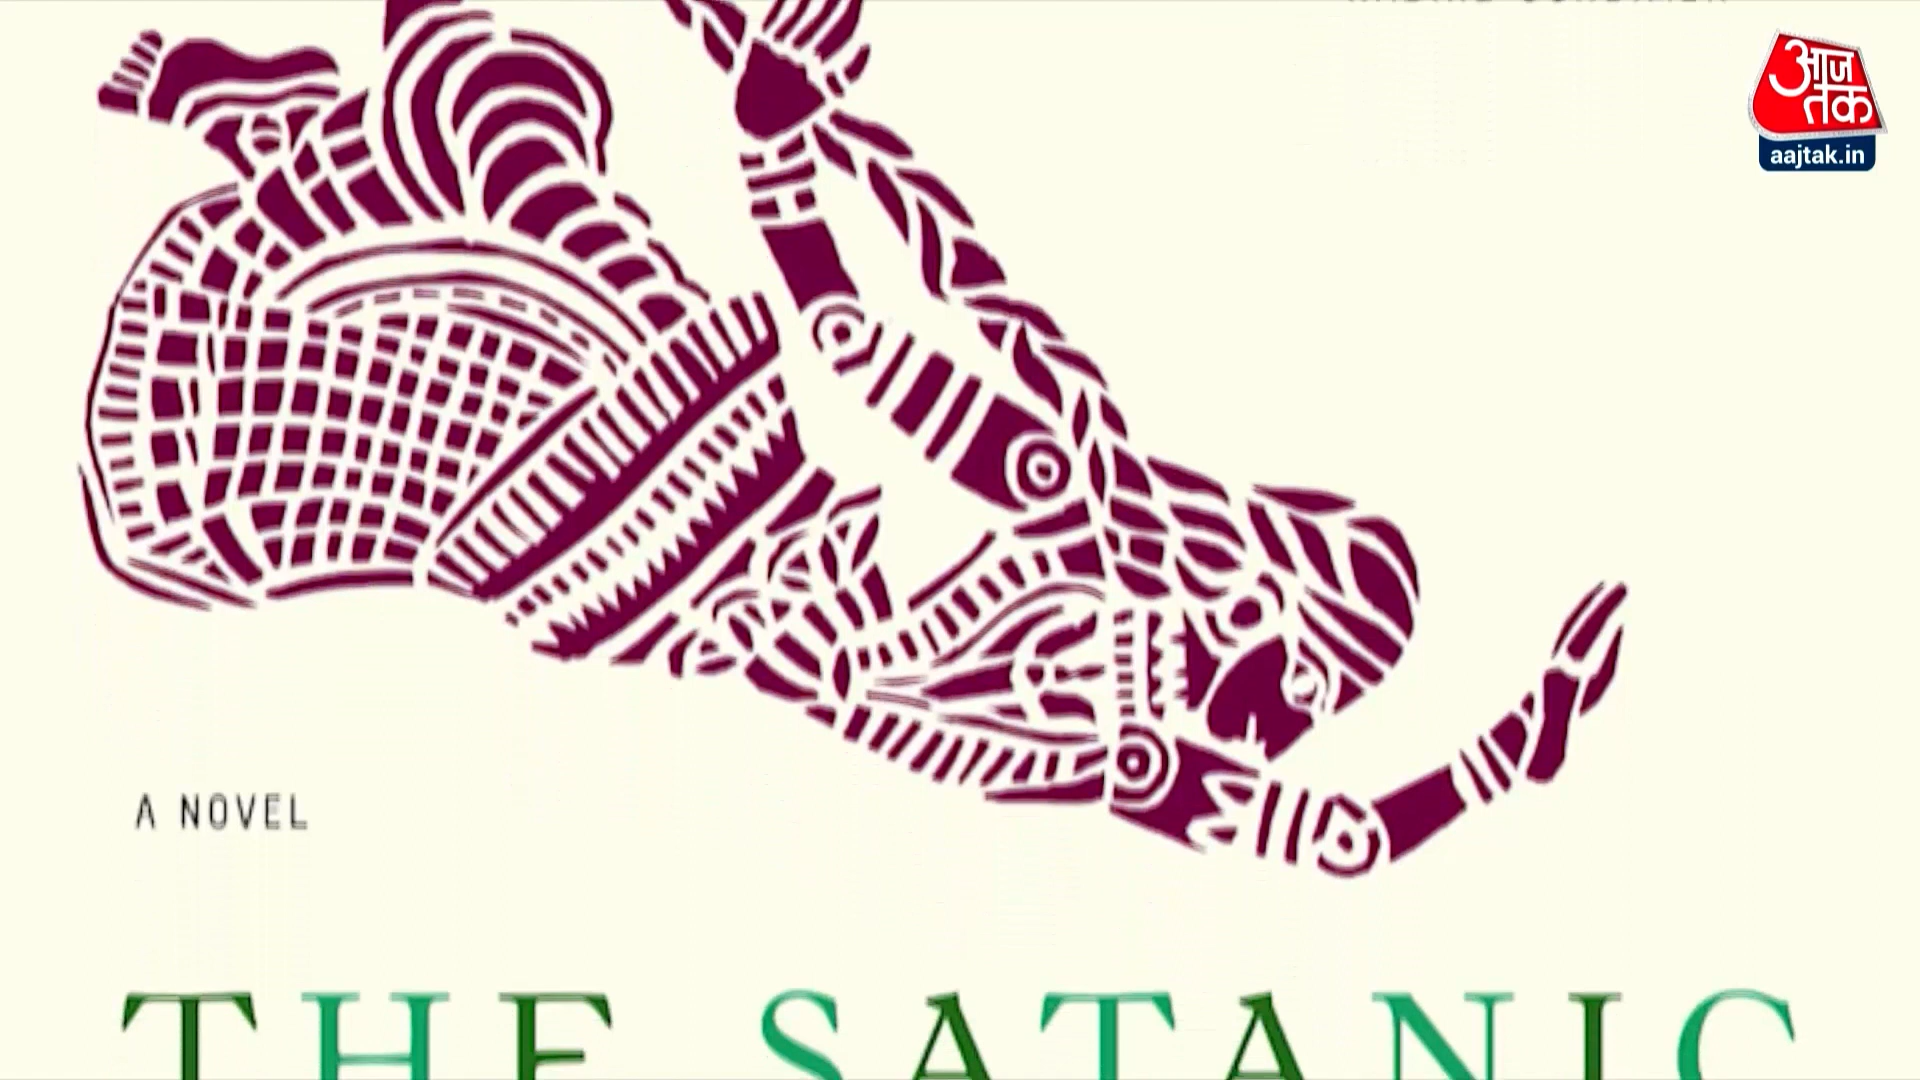 आज
तक
aajtak.in
A NOVEL
THE SATANIC